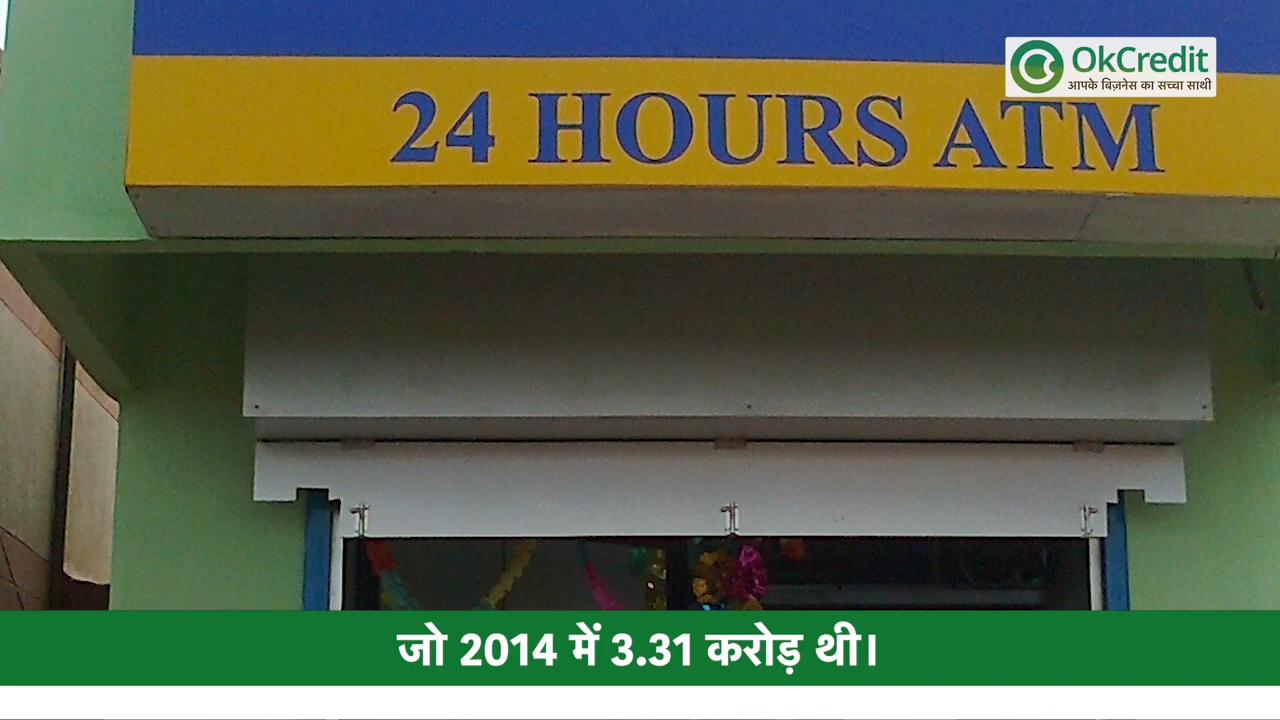 OkCredit
आपके बिज़नेस का सच्चा साथी
24 HOURS ATM
जो 2014 में 3.31 करोड़ थी।